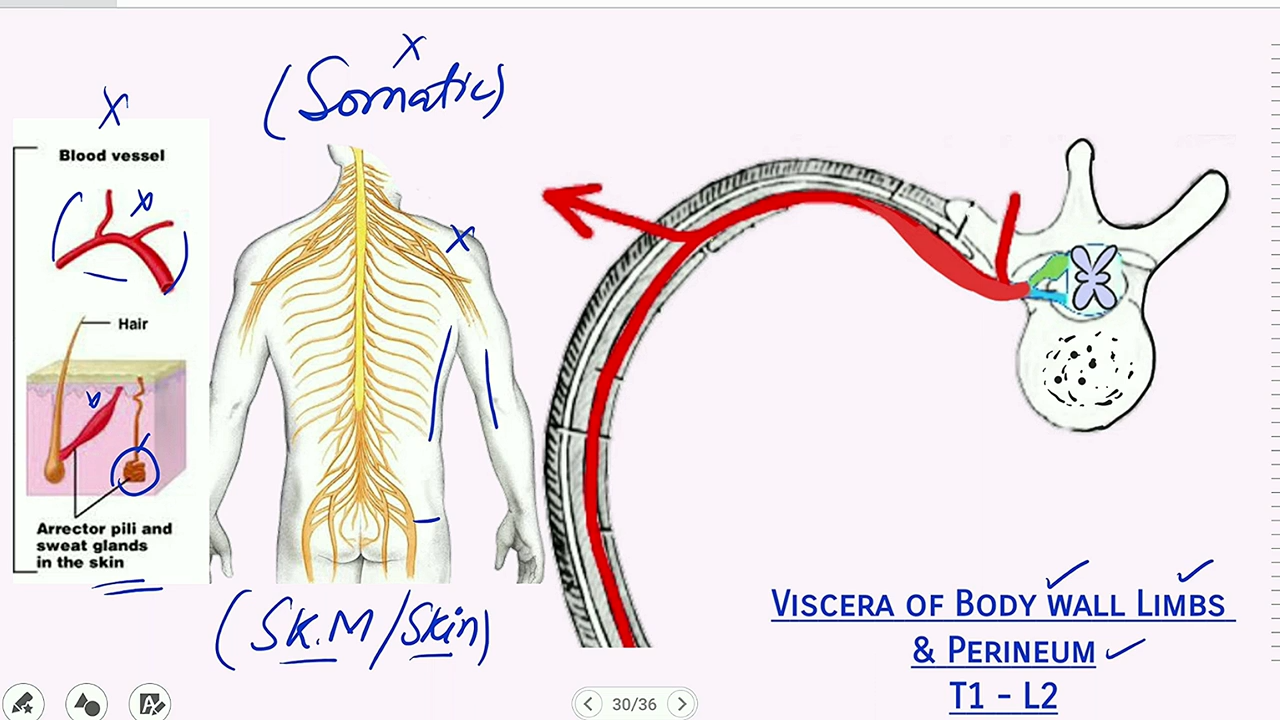 X
(Somatic)
X
Blood vessel
x
x
Hair
Arrector pili and
sweat glands
in the skin
(SK.M/Skin)
VISCERA OF BODY WALL LIMBS
& PERINEUM
T1 - L2
30/36